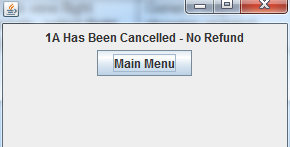 1A Has Been Cancelled - No Refund
Main Menu